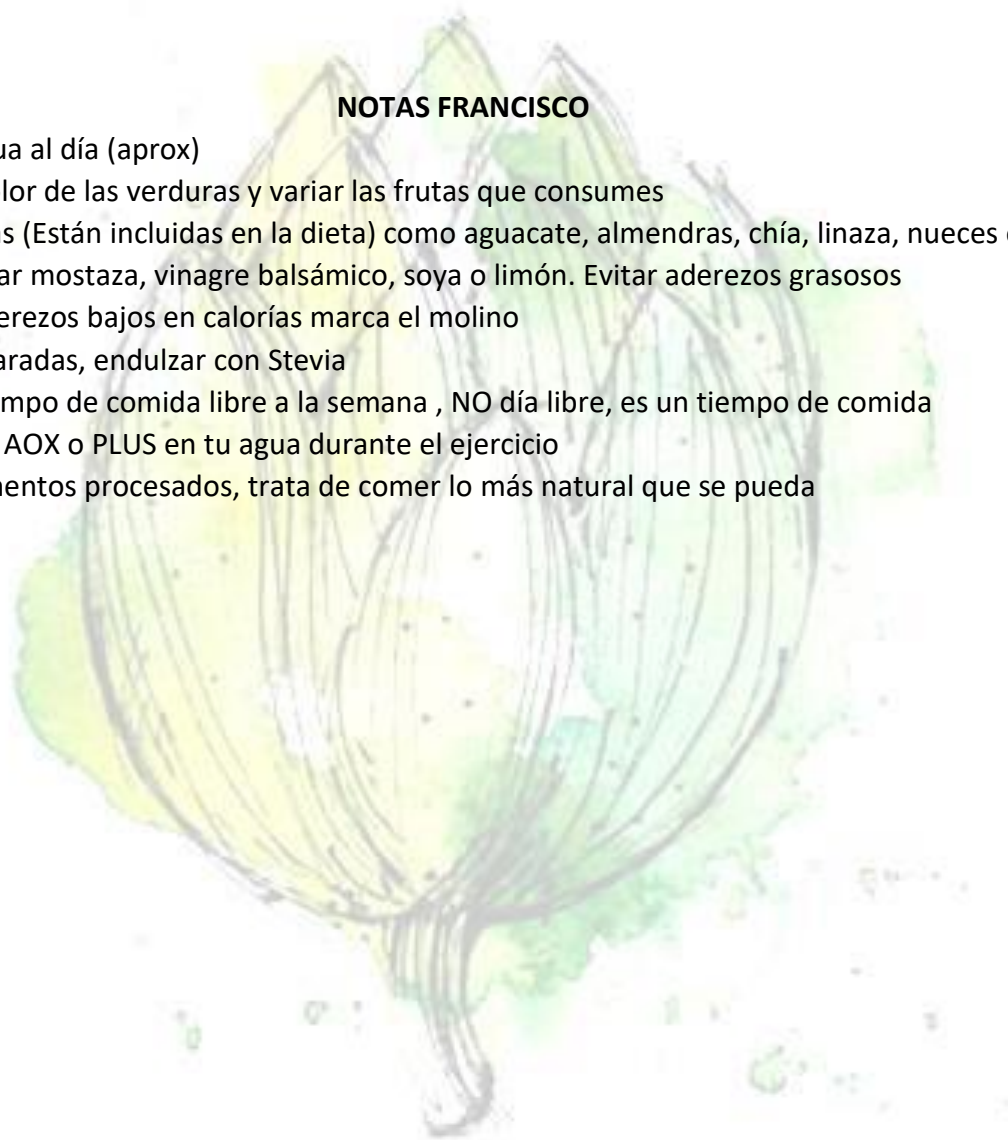 NOTAS FRANCISCO
ua al día (aprox)
lor de las verduras y variar las frutas que consumes
s (Están incluidas en la dieta) como aguacate, almendras, chía, linaza, nueces
ar mostaza, vinagre balsámico, soya o limón. Evitar aderezos grasosos
erezos bajos en calorías marca el molino
aradas, endulzar con Stevia
mpo de comida libre a la semana , NO día libre, es un tiempo de comida
AOX o PLUS en tu agua durante el ejercicio
entos procesados, trata de comer lo más natural que se pueda